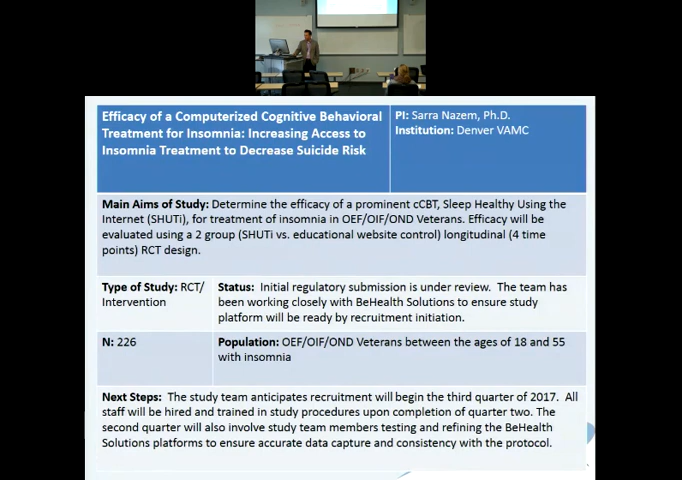 Efficacy of a Computerized Cognitive Behavioral
Treatment for Insomnia: Increasing Access to
Insomnia Treatment to Decrease Suicide Risk
PI: Sarra Nazem, Ph.D.
Institution: Denver VAMC
Main Aims of Study: Determine the efficacy of a prominent cCBT, Sleep Healthy Using the
Internet (SHUTi), for treatment of insomnia in OEF/OIF/OND Veterans. Efficacy will be
evaluated using a 2 group (SHUTi vs. educational website control) longitudinal (4 time
points) RCT design.
Type of Study: RCT/
Intervention
Status: Initial regulatory submission is under review. The team has
been working closely with BeHealth Solutions to ensure study
platform will be ready by recruitment initiation.
N: 226
Population: OEF/OIF/OND Veterans between the ages of 18 and 55
with insomnia
Next Steps: The study team anticipates recruitment will begin the third quarter of 2017. All
staff will be hired and trained in study procedures upon completion of quarter two. The
second quarter will also involve study team members testing and refining the BeHealth
Solutions platforms to ensure accurate data capture and consistency with the protocol.